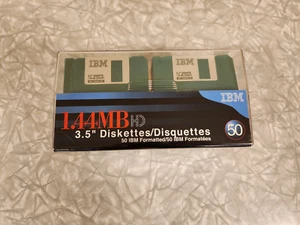 IBM
IBM
IBM
1.44MB HD
3.5" Diskettes/Disquettes
50
50 IBM Formatted/50 IBM Formatées